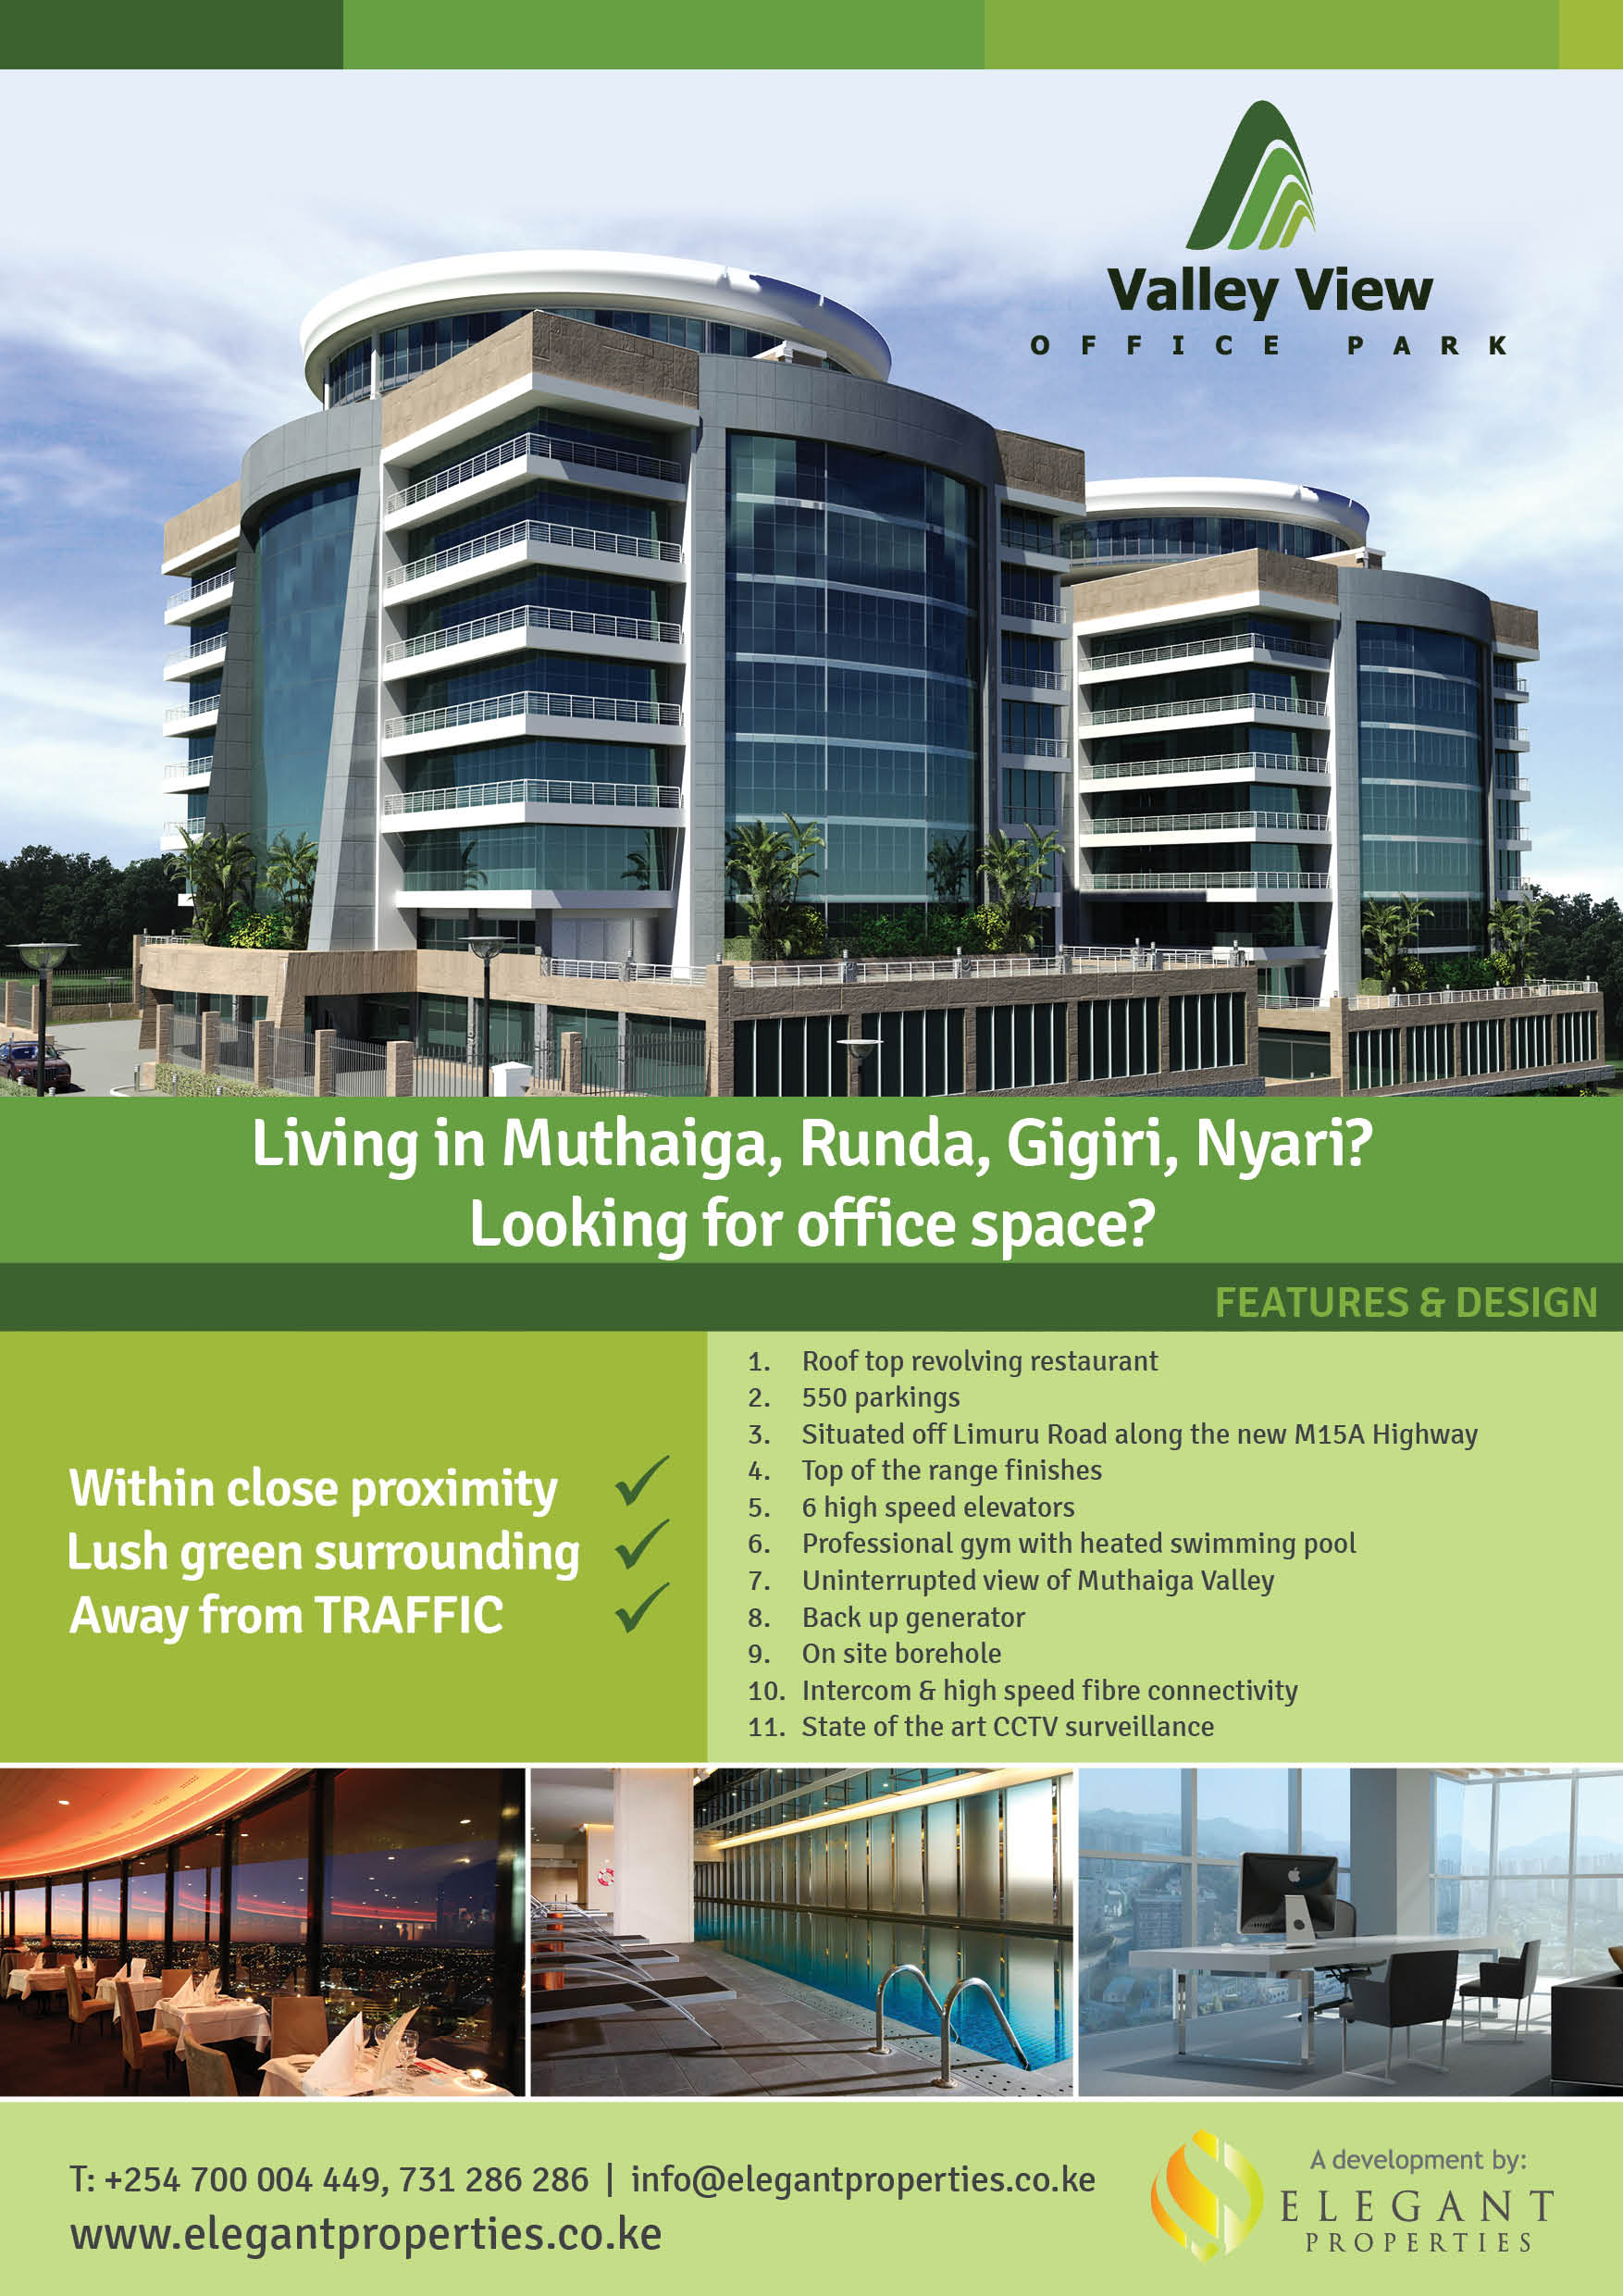 Valley View
OFFICE PARK
Living in Muthaiga, Runda, Gigiri, Nyari?
Looking for office space?
FEATURES & DESIGN
Within close proximity
Lush green surrounding
Away from TRAFFIC
1. Roof top revolving restaurant
2. 550 parkings
3. Situated off Limuru Road along the new M15A Highway
4. Top of the range finishes
5. 6 high speed elevators
6. Professional gym with heated swimming pool
7. Uninterrupted view of Muthaiga Valley
8. Back up generator
9. On site borehole
10. Intercom & high speed fibre connectivity
11. State of the art CCTV surveillance
T: +254 700 004 449, 731 286 286 | info@elegantproperties.co.ke
www.elegantproperties.co.ke
A development by:
ELEGANT
PROPERTIES